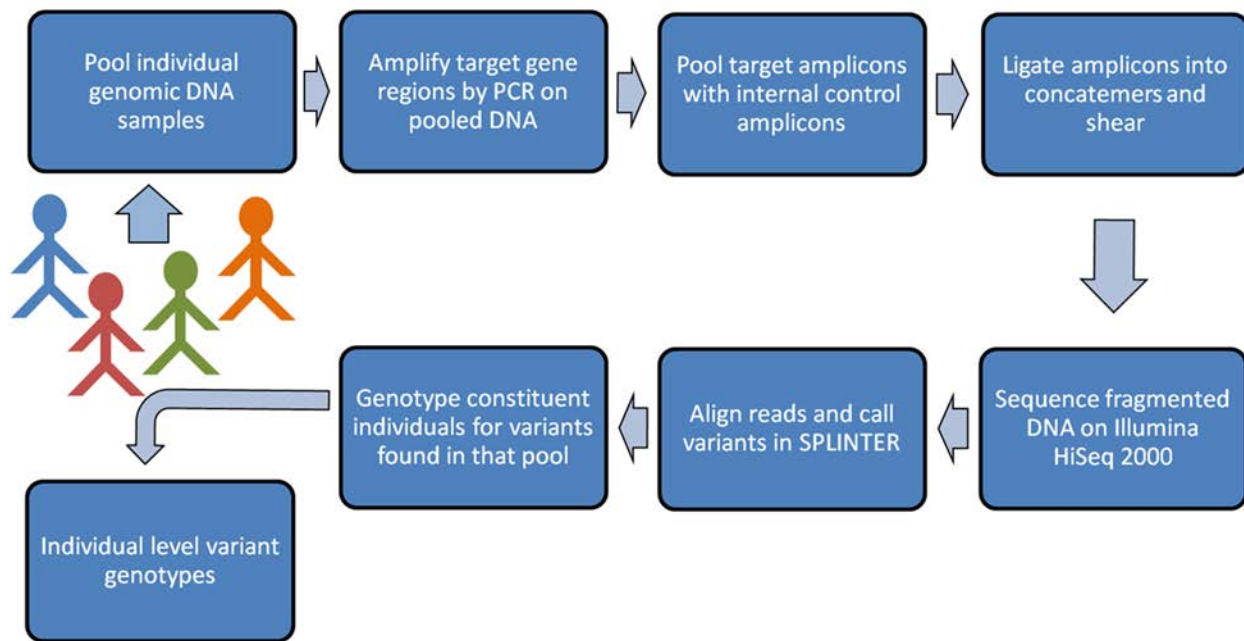 Pool individual
genomic DNA
samples
Amplify target gene
regions by PCR on
pooled DNA
Pool target amplicons
with internal control
amplicons
Ligate amplicons into
concatemers and
shear
Sequence fragmented
DNA on Illumina
HiSeq 2000
Align reads and call
variants in SPLINTER
Genotype constituent
individuals for variants
found in that pool
Individual level variant
genotypes